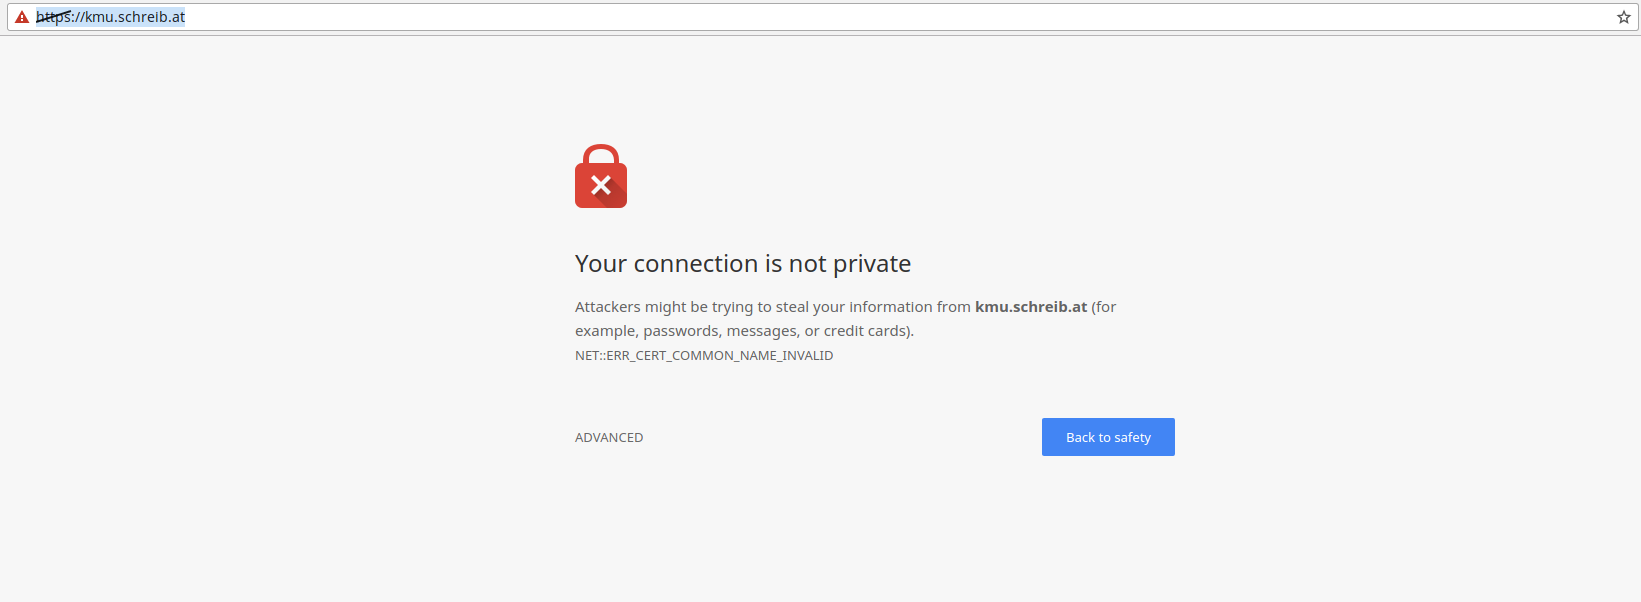 https://kmu.schreib.at
Your connection is not private
Attackers might be trying to steal your information from kmu.schreib.at (for
example, passwords, messages, or credit cards).
NET::ERR_CERT_COMMON_NAME_INVALID
ADVANCED
Back to safety